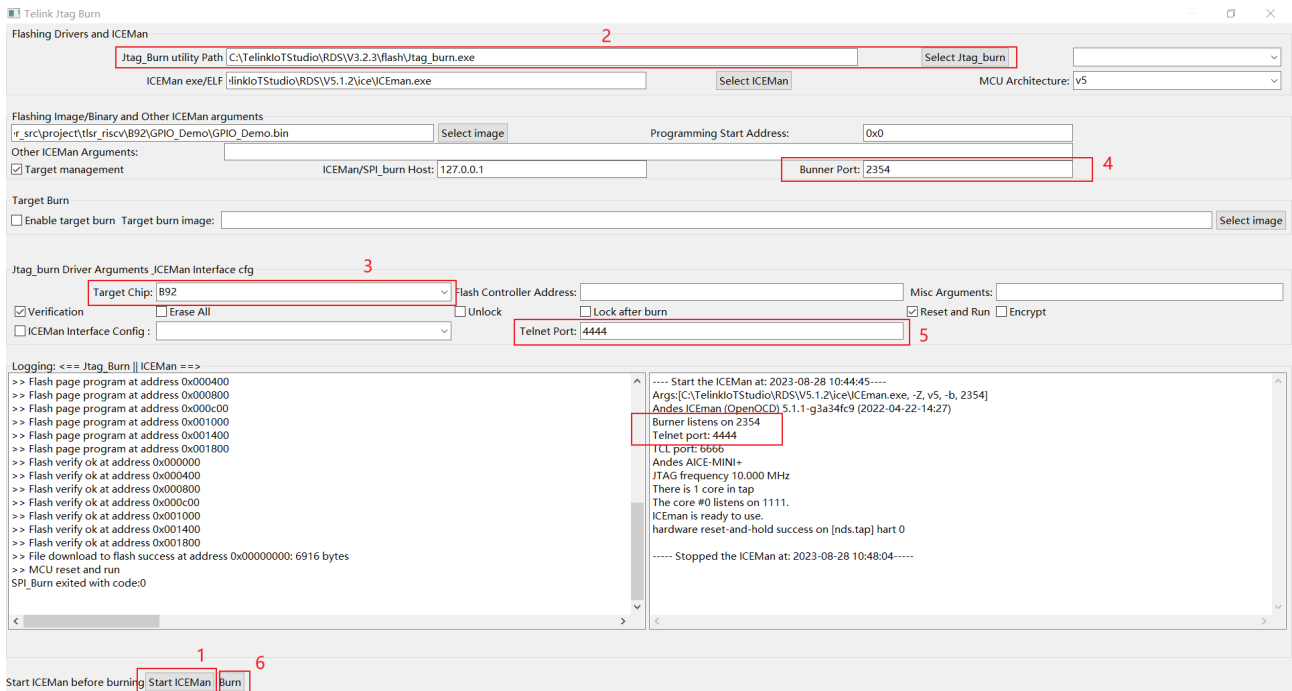 Telink Jtag Burn
Flashing Drivers and ICEMan
2
Jtag_Burn utility Path C:\TelinkIoTStudio\RDS\V3.2.3\flash\Jtag_burn.exe Select Jtag_burn
ICEMan exe/ELF elinkIoTStudio\RDS\V5.1.2\ice\ICEman.exe Select ICEMan MCU Architecture: v5
Flashing Image/Binary and Other ICEMan arguments
er_src\project\tlsr_riscv\B92\GPIO_Demo\GPIO_Demo.bin Select image Programming Start Address: 0x0
Other ICEMan Arguments:
Target management ICEMan/SPI_burn Host: 127.0.0.1 Bunner Port: 2354 4
Target Burn
Enable target burn Target burn image: Select image
Jtag_burn Driver Arguments _ICEMan Interface cfg 3
Target Chip: B92 Flash Controller Address: Misc Arguments:
Verification Erase All Unlock Lock after burn Reset and Run Encrypt
ICEMan Interface Config : Telnet Port: 4444 5
Logging: <== Jtag_Burn || ICEMan ==>
>> Flash page program at address 0x000400
>> Flash page program at address 0x000800
>> Flash page program at address 0x000c00
>> Flash page program at address 0x001000
>> Flash page program at address 0x001400
>> Flash page program at address 0x001800
>> Flash verify ok at address 0x000000
>> Flash verify ok at address 0x000400
>> Flash verify ok at address 0x000800
>> Flash verify ok at address 0x000c00
>> Flash verify ok at address 0x001000
>> Flash verify ok at address 0x001400
>> Flash verify ok at address 0x001800
>> File download to flash success at address 0x00000000: 6916 bytes
>> MCU reset and run
SPI_Burn exited with code:0
---- Start the ICEMan at: 2023-08-28 10:44:45----
Args:[C:\TelinkIoTStudio\RDS\V5.1.2\ice\ICEman.exe, -Z, v5, -b, 2354]
Andes ICEman (OpenOCD) 5.1.1-g3a34fc9 (2022-04-22-14:27)
Burner listens on 2354
Telnet port: 4444
TCL port: 6666
Andes AICE-MINI+
JTAG frequency 10.000 MHz
There is 1 core in tap
The core #0 listens on 1111.
ICEman is ready to use.
hardware reset-and-hold success on [nds.tap] hart 0
----- Stopped the ICEMan at: 2023-08-28 10:48:04-----
1 6
Start ICEMan before burning Start ICEMan Burn